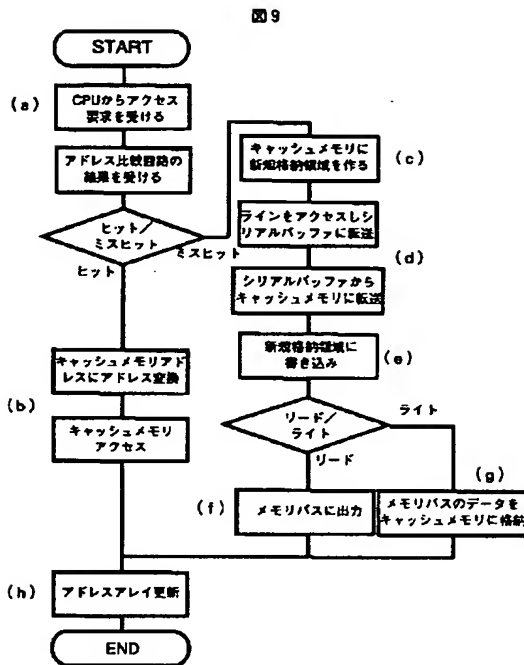 図9
START
(a)
CPUからアクセス
要求を受ける
アドレス比較回路の
結果を受ける
ヒット/
ミスヒット
ヒット
ミスヒット
(b)
キャッシュメモリアド
レスにアドレス変換
キャッシュメモリ
アクセス
(c)
キャッシュメモリに
新規格納領域を作る
(d)
ラインをアクセスしシ
リアルバッファに転送
シリアルバッファから
キャッシュメモリに転送
(e)
新規格納領域に
書き込み
リード/
ライト
リード
ライト
(f)
メモリバスに出力
(g)
メモリバスのデータを
キャッシュメモリに格納
(h)
アドレスアレイ更新
END